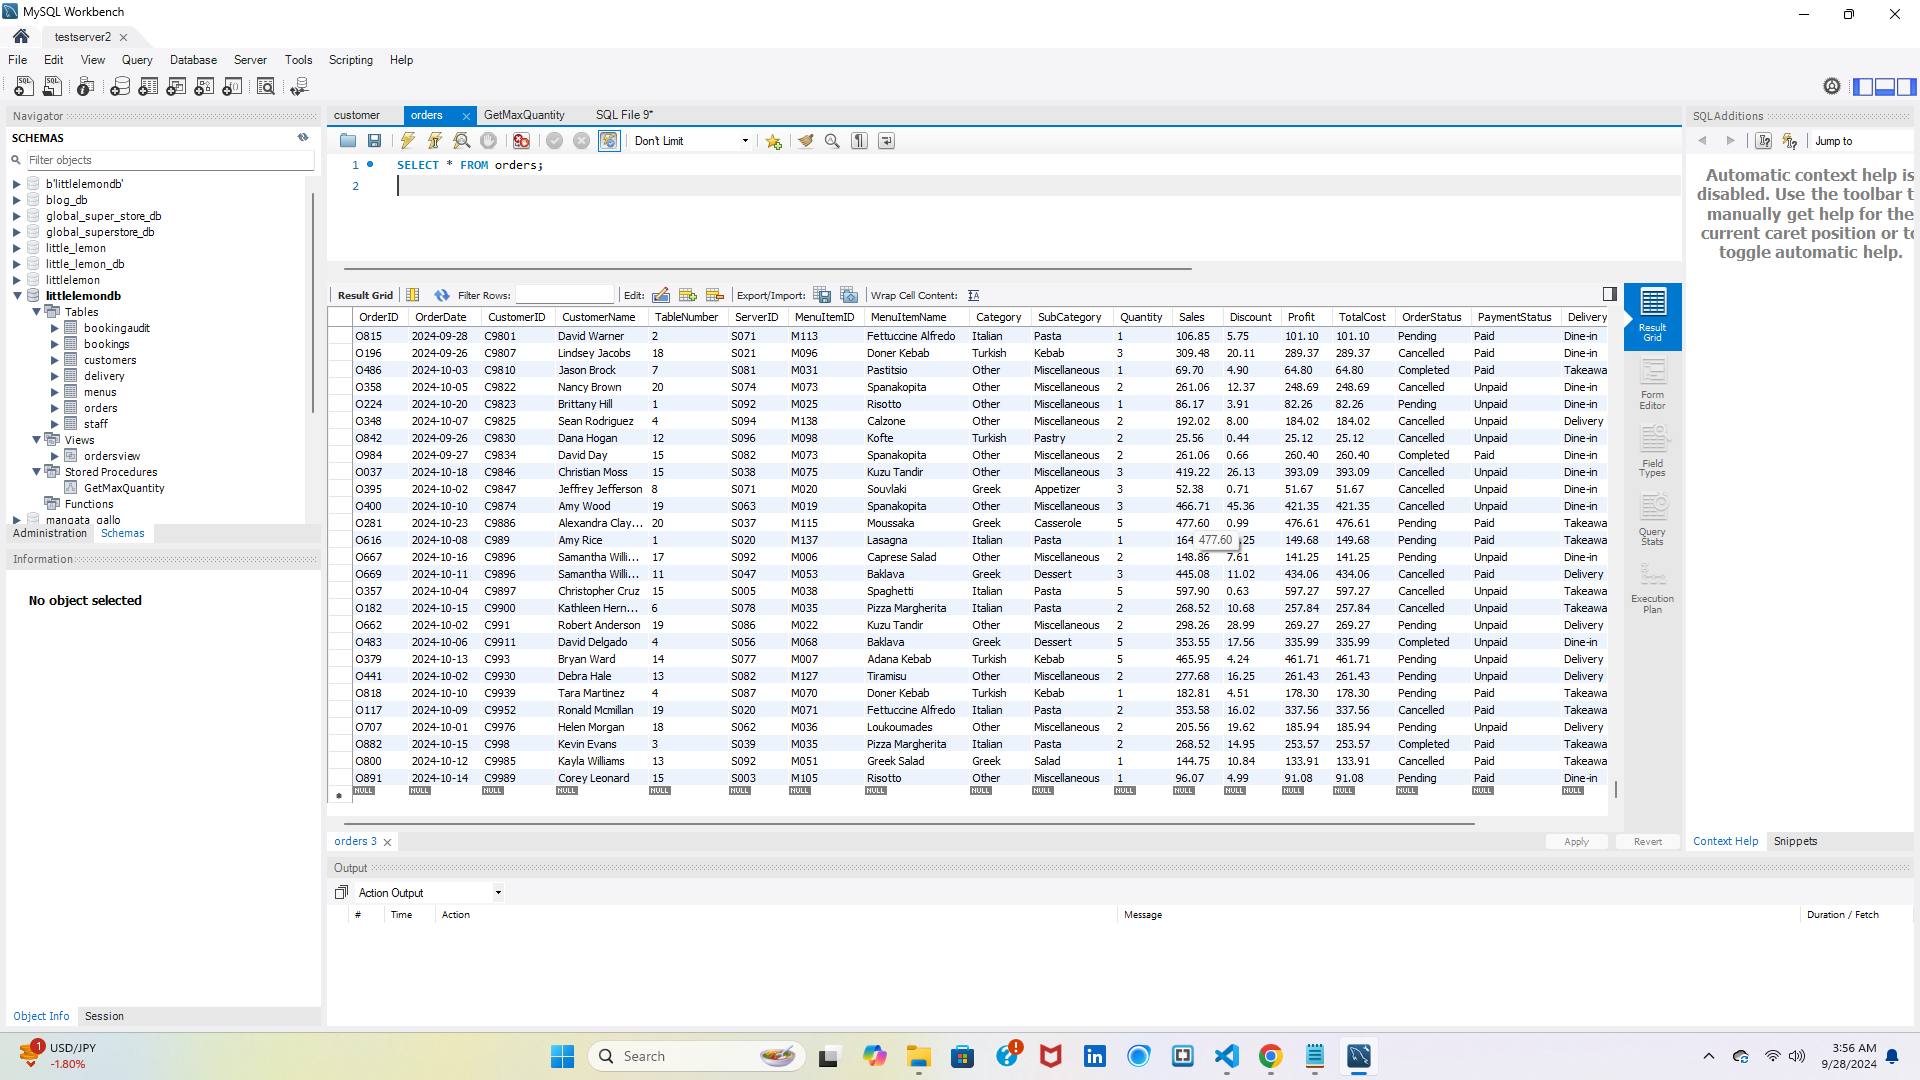 MySQL Workbench
testserver2
File Edit View Query Database Server Tools Scripting Help
Navigator
SCHEMAS
Filter objects
b'littlelemondb'
blog_db
global_super_store_db
global_superstore_db
little_lemon
little_lemon_db
littlelemon
littlelemondb
Tables
bookingaudit
bookings
customers
delivery
menus
orders
staff
Views
ordersview
Stored Procedures
GetMaxQuantity
Functions
mangata_gallo
Administration Schemas
Information
No object selected
Object Info Session
customer orders GetMaxQuantity SQL File 9*
Don't Limit
1 SELECT * FROM orders;
2
Result Grid Filter Rows: Edit: Export/Import: Wrap Cell Content:
OrderID OrderDate CustomerID CustomerName TableNumber ServerID MenuItemID MenuItemName Category SubCategory Quantity Sales Discount Profit TotalCost OrderStatus PaymentStatus Delivery
O815 2024-09-28 C9801 David Warner 2 S071 M113 Fettuccine Alfredo Italian Pasta 1 106.85 5.75 101.10 101.10 Pending Paid Dine-in
O196 2024-09-26 C9807 Lindsey Jacobs 18 S021 M096 Doner Kebab Turkish Kebab 3 309.48 20.11 289.37 289.37 Cancelled Paid Dine-in
O486 2024-10-03 C9810 Jason Brock 7 S081 M031 Pastitsio Other Miscellaneous 1 69.70 4.90 64.80 64.80 Completed Paid Takeawa
O358 2024-10-05 C9822 Nancy Brown 20 S074 M073 Spanakopita Other Miscellaneous 2 261.06 12.37 248.69 248.69 Cancelled Unpaid Dine-in
O224 2024-10-20 C9823 Brittany Hill 1 S092 M025 Risotto Other Miscellaneous 1 86.17 3.91 82.26 82.26 Pending Unpaid Dine-in
O348 2024-10-07 C9825 Sean Rodriguez 4 S094 M138 Calzone Other Miscellaneous 2 192.02 8.00 184.02 184.02 Cancelled Unpaid Delivery
O842 2024-09-26 C9830 Dana Hogan 12 S096 M098 Kofte Turkish Pastry 2 25.56 0.44 25.12 25.12 Cancelled Unpaid Dine-in
O984 2024-09-27 C9834 David Day 15 S082 M073 Spanakopita Other Miscellaneous 2 261.06 0.66 260.40 260.40 Completed Paid Dine-in
O037 2024-10-18 C9846 Christian Moss 15 S038 M075 Kuzu Tandir Other Miscellaneous 3 419.22 26.13 393.09 393.09 Cancelled Unpaid Dine-in
O395 2024-10-02 C9847 Jeffrey Jefferson 8 S071 M020 Souvlaki Greek Appetizer 3 52.38 0.71 51.67 51.67 Cancelled Unpaid Dine-in
O400 2024-10-10 C9874 Amy Wood 19 S063 M019 Spanakopita Other Miscellaneous 3 466.71 45.36 421.35 421.35 Cancelled Unpaid Dine-in
O281 2024-10-23 C9886 Alexandra Clay... 20 S037 M115 Moussaka Greek Casserole 5 477.60 0.99 476.61 476.61 Pending Paid Takeawa
O616 2024-10-08 C989 Amy Rice 1 S020 M137 Lasagna Italian Pasta 1 164 477.60 .25 149.68 149.68 Pending Paid Takeawa
O667 2024-10-16 C9896 Samantha Willi... 17 S092 M006 Caprese Salad Other Miscellaneous 2 148.86 7.61 141.25 141.25 Pending Unpaid Dine-in
O669 2024-10-11 C9896 Samantha Willi... 11 S047 M053 Baklava Greek Dessert 3 445.08 11.02 434.06 434.06 Cancelled Paid Delivery
O357 2024-10-04 C9897 Christopher Cruz 15 S005 M038 Spaghetti Italian Pasta 5 597.90 0.63 597.27 597.27 Cancelled Unpaid Takeawa
O182 2024-10-15 C9900 Kathleen Hern... 6 S078 M035 Pizza Margherita Italian Pasta 2 268.52 10.68 257.84 257.84 Cancelled Unpaid Takeawa
O662 2024-10-02 C991 Robert Anderson 19 S086 M022 Kuzu Tandir Other Miscellaneous 2 298.26 28.99 269.27 269.27 Pending Unpaid Delivery
O483 2024-10-06 C9911 David Delgado 4 S056 M068 Baklava Greek Dessert 5 353.55 17.56 335.99 335.99 Completed Unpaid Dine-in
O379 2024-10-13 C993 Bryan Ward 14 S077 M007 Adana Kebab Turkish Kebab 5 465.95 4.24 461.71 461.71 Pending Unpaid Delivery
O441 2024-10-02 C9930 Debra Hale 13 S082 M127 Tiramisu Other Miscellaneous 2 277.68 16.25 261.43 261.43 Pending Unpaid Delivery
O818 2024-10-10 C9939 Tara Martinez 4 S087 M070 Doner Kebab Turkish Kebab 1 182.81 4.51 178.30 178.30 Pending Paid Takeawa
O117 2024-10-09 C9952 Ronald Mcmillan 19 S020 M071 Fettuccine Alfredo Italian Pasta 2 353.58 16.02 337.56 337.56 Cancelled Paid Takeawa
O707 2024-10-01 C9976 Helen Morgan 18 S062 M036 Loukoumades Other Miscellaneous 2 205.56 19.62 185.94 185.94 Pending Unpaid Delivery
O882 2024-10-15 C998 Kevin Evans 3 S039 M035 Pizza Margherita Italian Pasta 2 268.52 14.95 253.57 253.57 Completed Paid Takeawa
O800 2024-10-12 C9985 Kayla Williams 13 S092 M051 Greek Salad Greek Salad 1 144.75 10.84 133.91 133.91 Cancelled Paid Takeawa
O891 2024-10-14 C9989 Corey Leonard 15 S003 M105 Risotto Other Miscellaneous 1 96.07 4.99 91.08 91.08 Pending Paid Dine-in
NULL NULL NULL NULL NULL NULL NULL NULL NULL NULL NULL NULL NULL NULL NULL NULL NULL NULL
Result
Grid
Form
Editor
Field
Types
Query
Stats
Execution
Plan
orders 3 Apply Revert
Output
Action Output
# Time Action Message Duration / Fetch
SQLAdditions
Jump to
Automatic context help is
disabled. Use the toolbar t
manually get help for the
current caret position or to
toggle automatic help.
Context Help Snippets
1 USD/JPY
-1.80%
Search
3:56 AM
9/28/2024